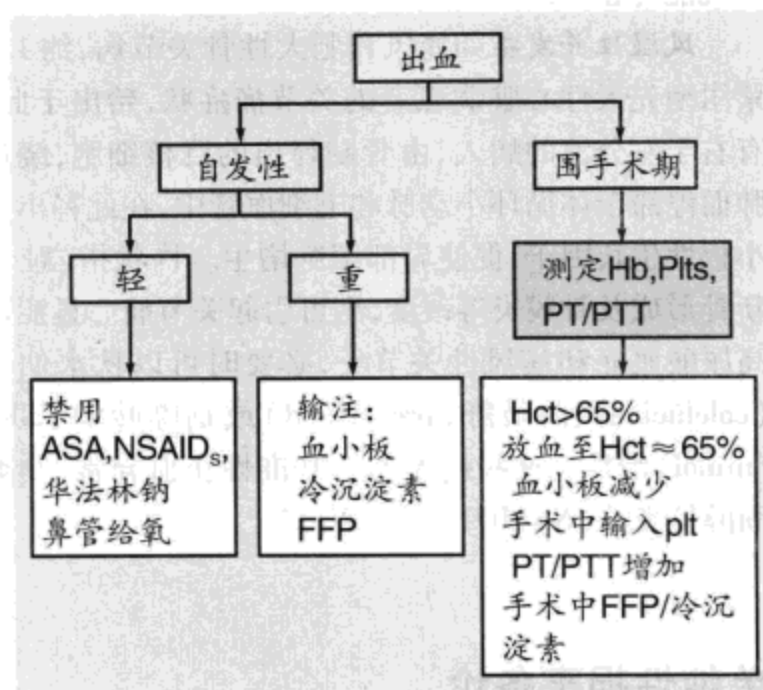 出血
自发性
围手术期
轻
重
测定Hb,Plts,
PT/PTT
禁用
ASA,NSAIDs,
华法林钠
鼻管给氧
输注：
血小板
冷沉淀素
FFP
Hct>65%
放血至Hct≈65%
血小板减少
手术中输入plt
PT/PTT增加
手术中FFP/冷沉
淀素